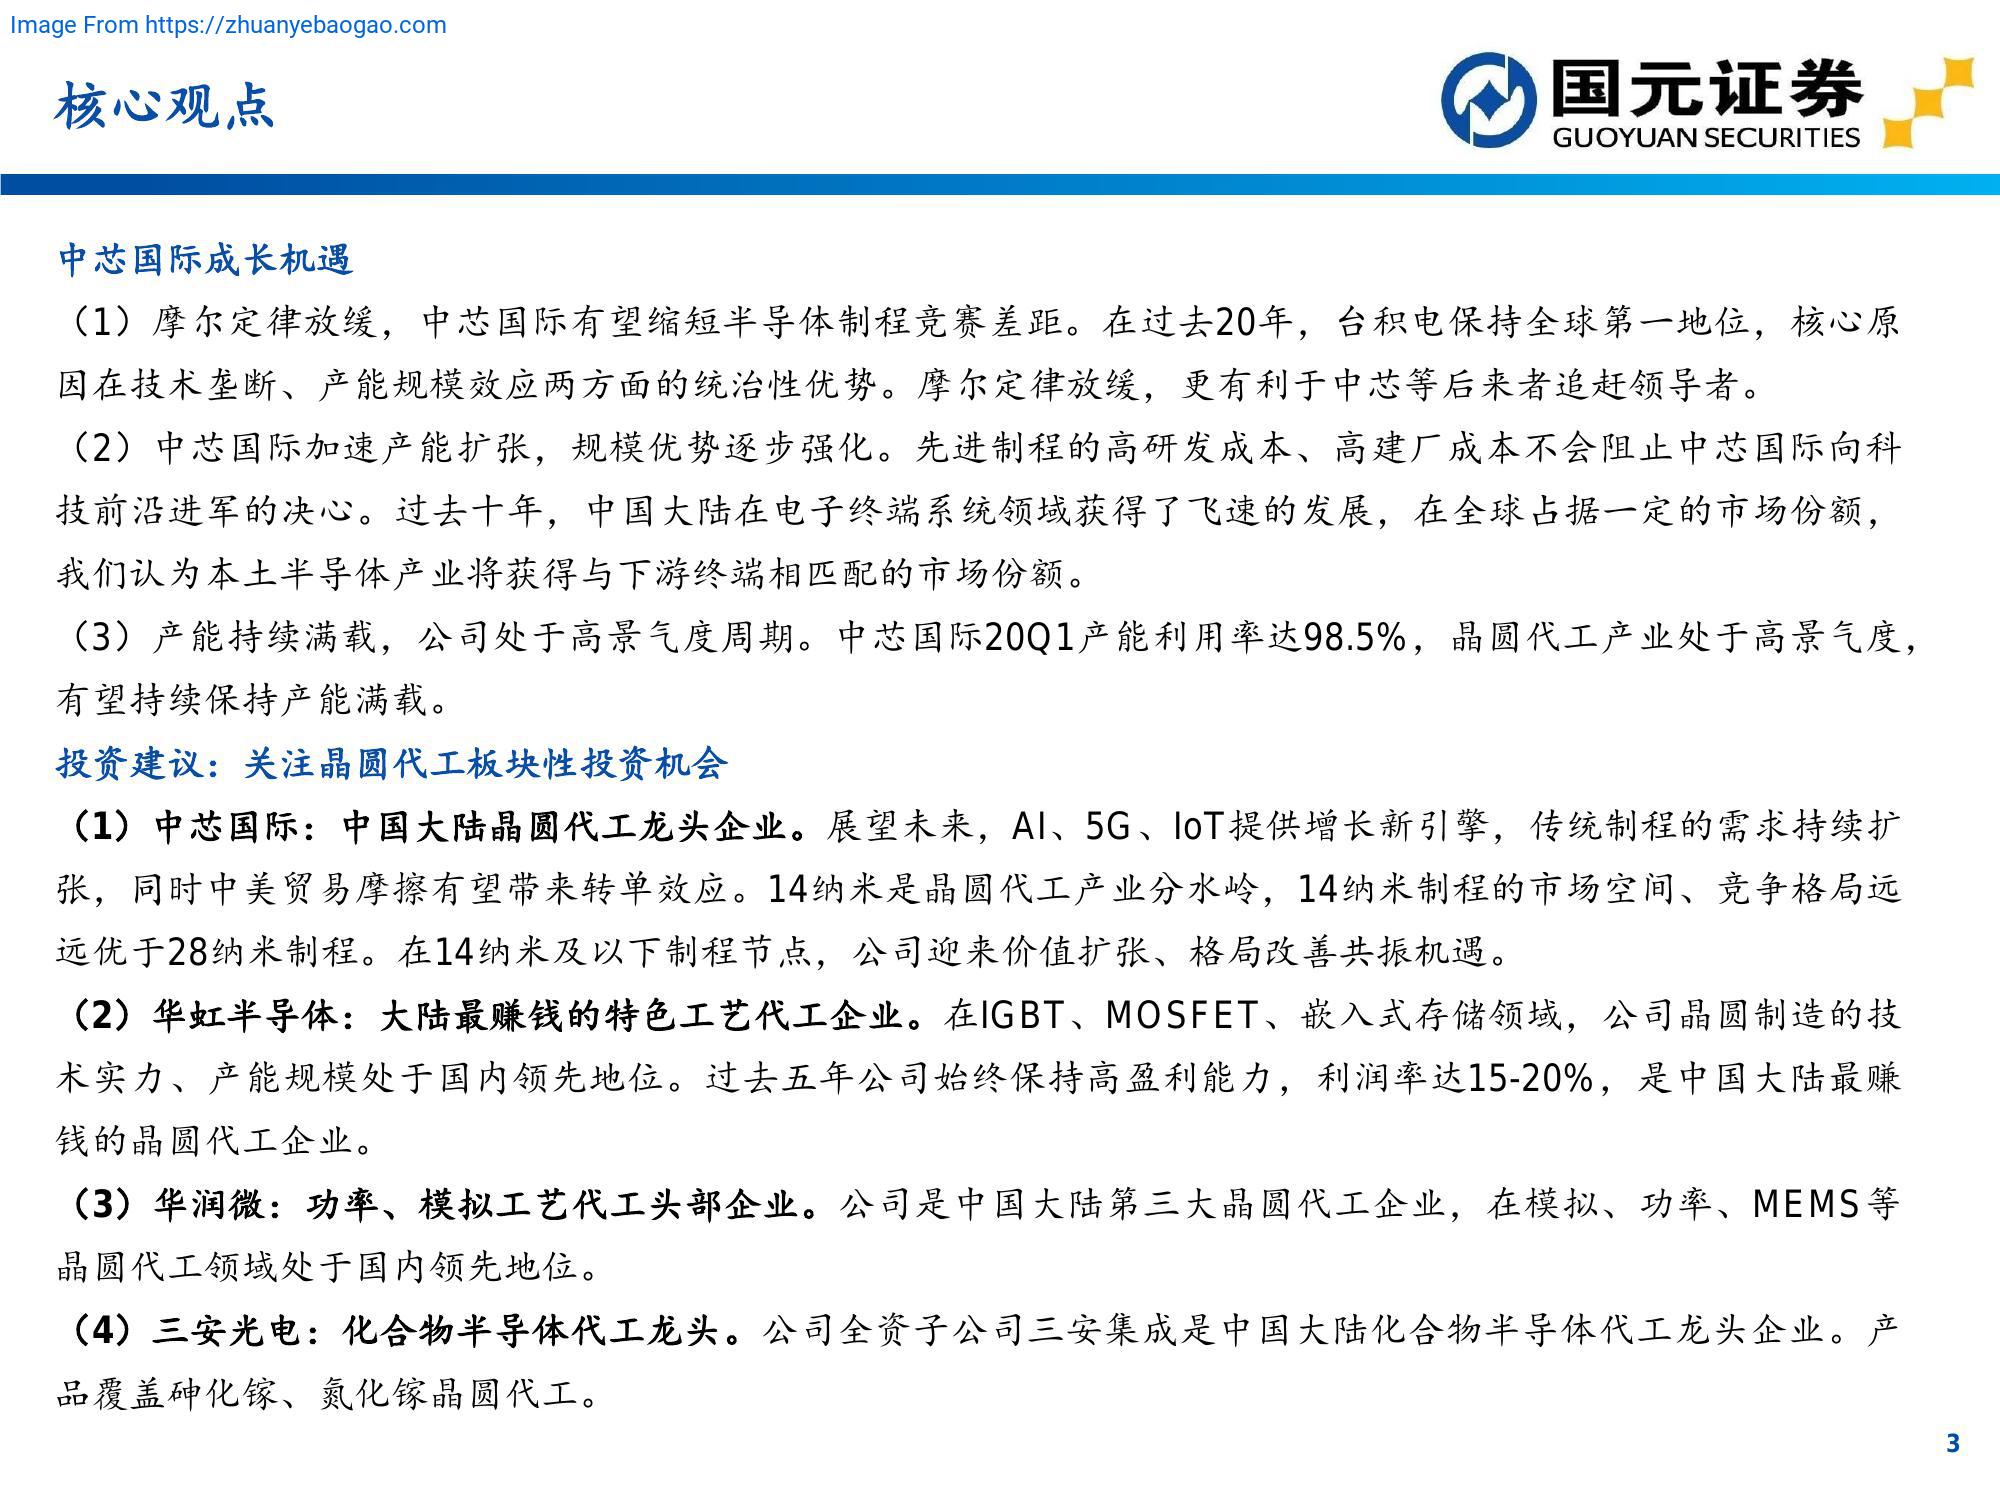 Image From https://zhuanyebaogao.com
核心观点
国元证券
GUOYUAN SECURITIES
中芯国际成长机遇
（1）摩尔定律放缓，中芯国际有望缩短半导体制程竞赛差距。在过去20年，台积电保持全球第一地位，核心原
因在技术垄断、产能规模效应两方面的统治性优势。摩尔定律放缓，更有利于中芯等后来者追赶领导者。
（2）中芯国际加速产能扩张，规模优势逐步强化。先进制程的高研发成本、高建厂成本不会阻止中芯国际向科
技前沿进军的决心。过去十年，中国大陆在电子终端系统领域获得了飞速的发展，在全球占据一定的市场份额，
我们认为本土半导体产业将获得与下游终端相匹配的市场份额。
（3）产能持续满载，公司处于高景气度周期。中芯国际20Q1产能利用率达98.5%，晶圆代工产业处于高景气度，
有望持续保持产能满载。
投资建议：关注晶圆代工板块性投资机会
（1）中芯国际：中国大陆晶圆代工龙头企业。展望未来，AI、5G、IoT提供增长新引擎，传统制程的需求持续扩
张，同时中美贸易摩擦有望带来转单效应。14纳米是晶圆代工产业分水岭，14纳米制程的市场空间、竞争格局远
远优于28纳米制程。在14纳米及以下制程节点，公司迎来价值扩张、格局改善共振机遇。
（2）华虹半导体：大陆最赚钱的特色工艺代工企业。在IGBT、MOSFET、嵌入式存储领域，公司晶圆制造的技
术实力、产能规模处于国内领先地位。过去五年公司始终保持高盈利能力，利润率达15-20%，是中国大陆最赚
钱的晶圆代工企业。
（3）华润微：功率、模拟工艺代工头部企业。公司是中国大陆第三大晶圆代工企业，在模拟、功率、MEMS等
晶圆代工领域处于国内领先地位。
（4）三安光电：化合物半导体代工龙头。公司全资子公司三安集成是中国大陆化合物半导体代工龙头企业。产
品覆盖砷化镓、氮化镓晶圆代工。
3